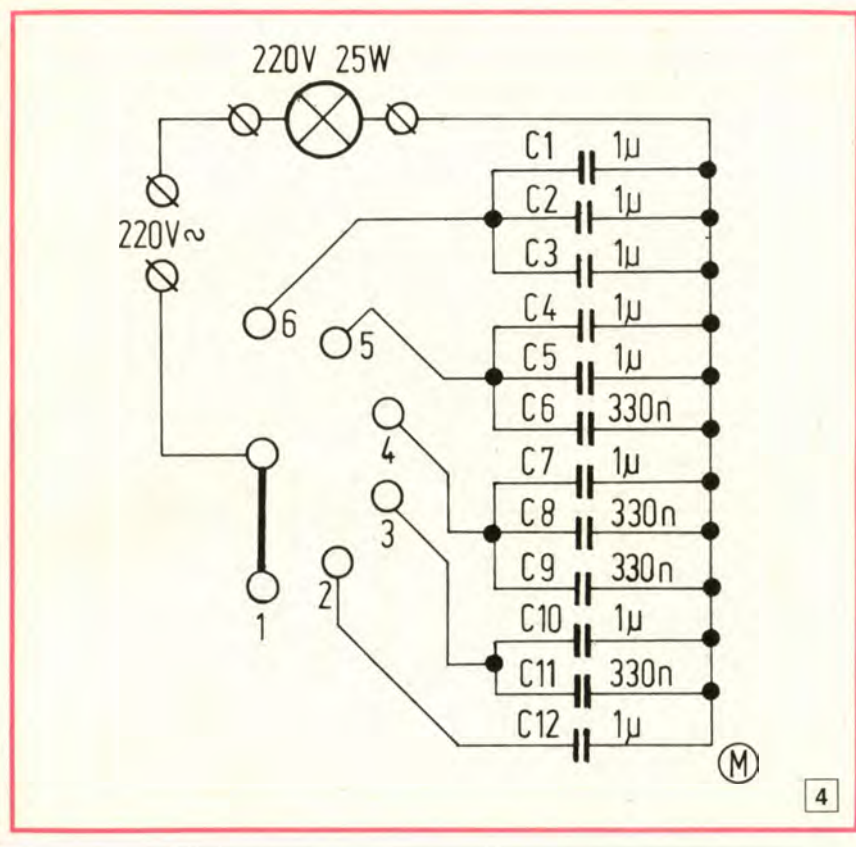 220V 25W
220V~
C1 1µ
C2 1µ
C3 1µ
C4 1µ
C5 1µ
C6 330n
C7 1µ
C8 330n
C9 330n
C10 1µ
C11 330n
C12 1µ
6
5
4
3
2
1
M
4